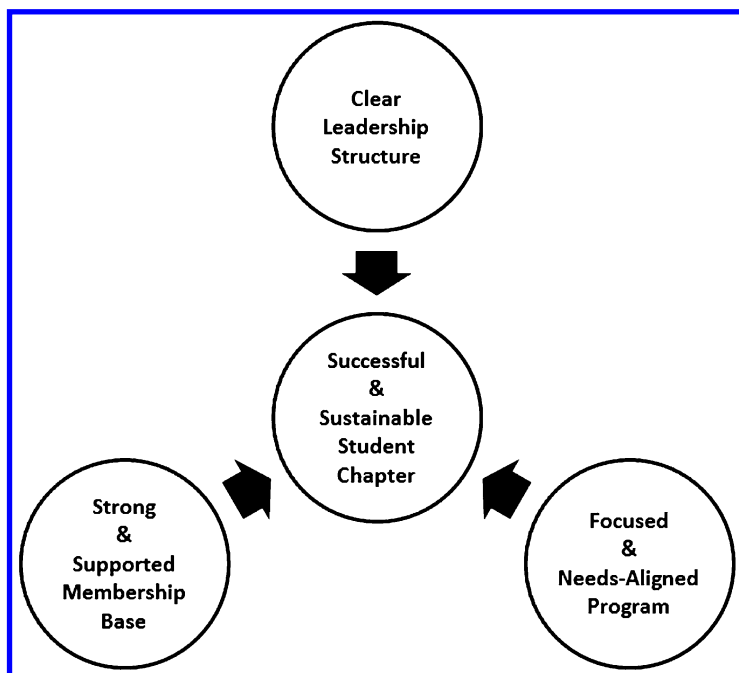 Clear
Leadership
Structure
Successful
&
Sustainable
Student
Chapter
Strong
&
Supported
Membership
Base
Focused
&
Needs-Aligned
Program